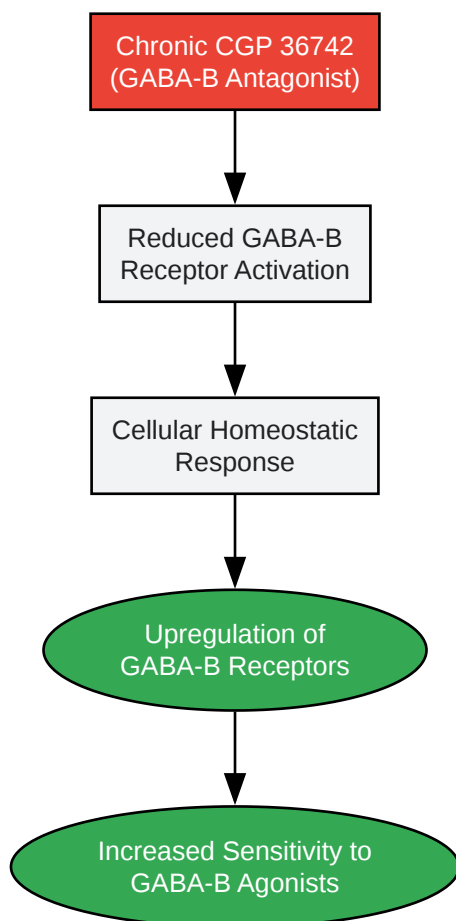 Chronic CGP 36742
(GABA-B Antagonist)
Reduced GABA-B
Receptor Activation
Cellular Homeostatic
Response
Upregulation of
GABA-B Receptors
Increased Sensitivity to
GABA-B Agonists